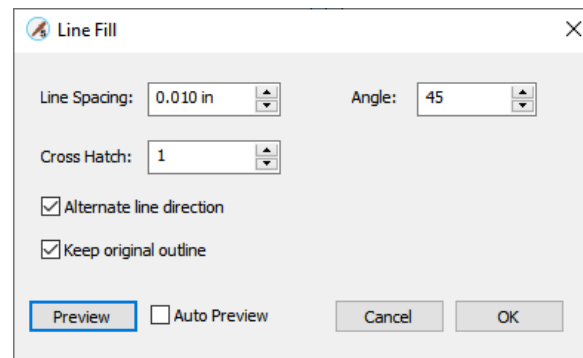 Line Fill
Line Spacing: 0.010 in Angle: 45
Cross Hatch: 1
Alternate line direction
Keep original outline
Preview Auto Preview Cancel OK